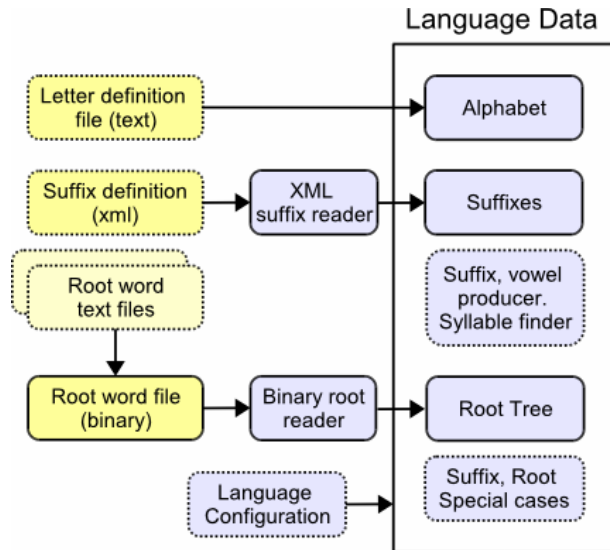 Language Data
Letter definition
file (text)
Alphabet
Suffix definition
(xml)
XML
suffix reader
Suffixes
Suffix, vowel
producer.
Syllable finder
Root word
text files
Root word file
(binary)
Binary root
reader
Root Tree
Suffix, Root
Special cases
Language
Configuration